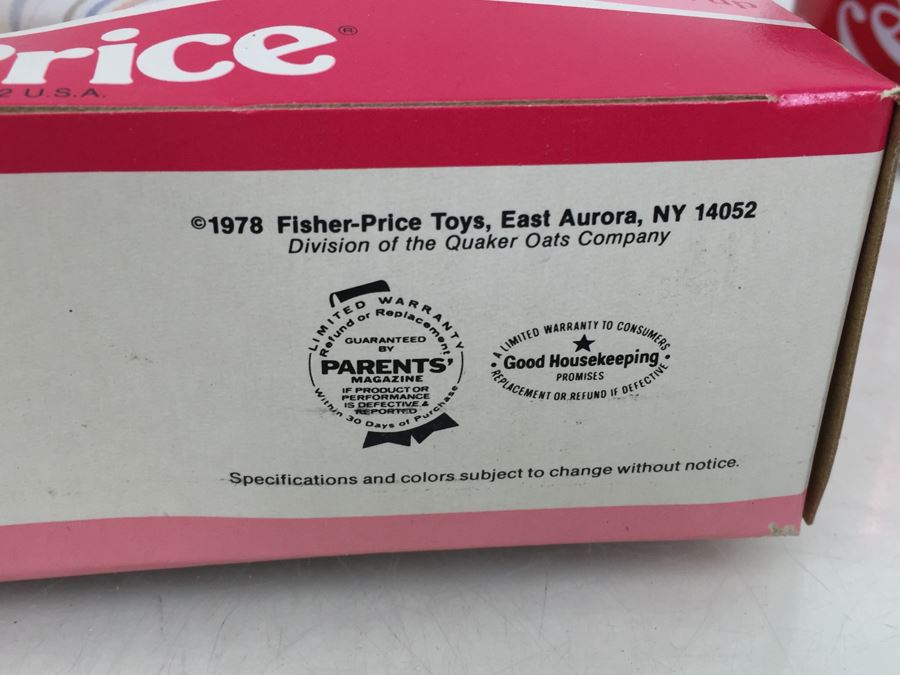 Price®
2 U.S.A.
©1978 Fisher-Price Toys, East Aurora, NY 14052
Division of the Quaker Oats Company
LIMITED WARRANTY
Refund or Replacement
GUARANTEED
BY
PARENTS'
MAGAZINE
IF PRODUCT OR
PERFORMANCE
IS DEFECTIVE &
REPORTED
Within 30 Days of Purchase
A LIMITED WARRANTY TO CONSUMERS
★
Good Housekeeping
PROMISES
REPLACEMENT OR REFUND IF DEFECTIVE
Specifications and colors subject to change without notice.